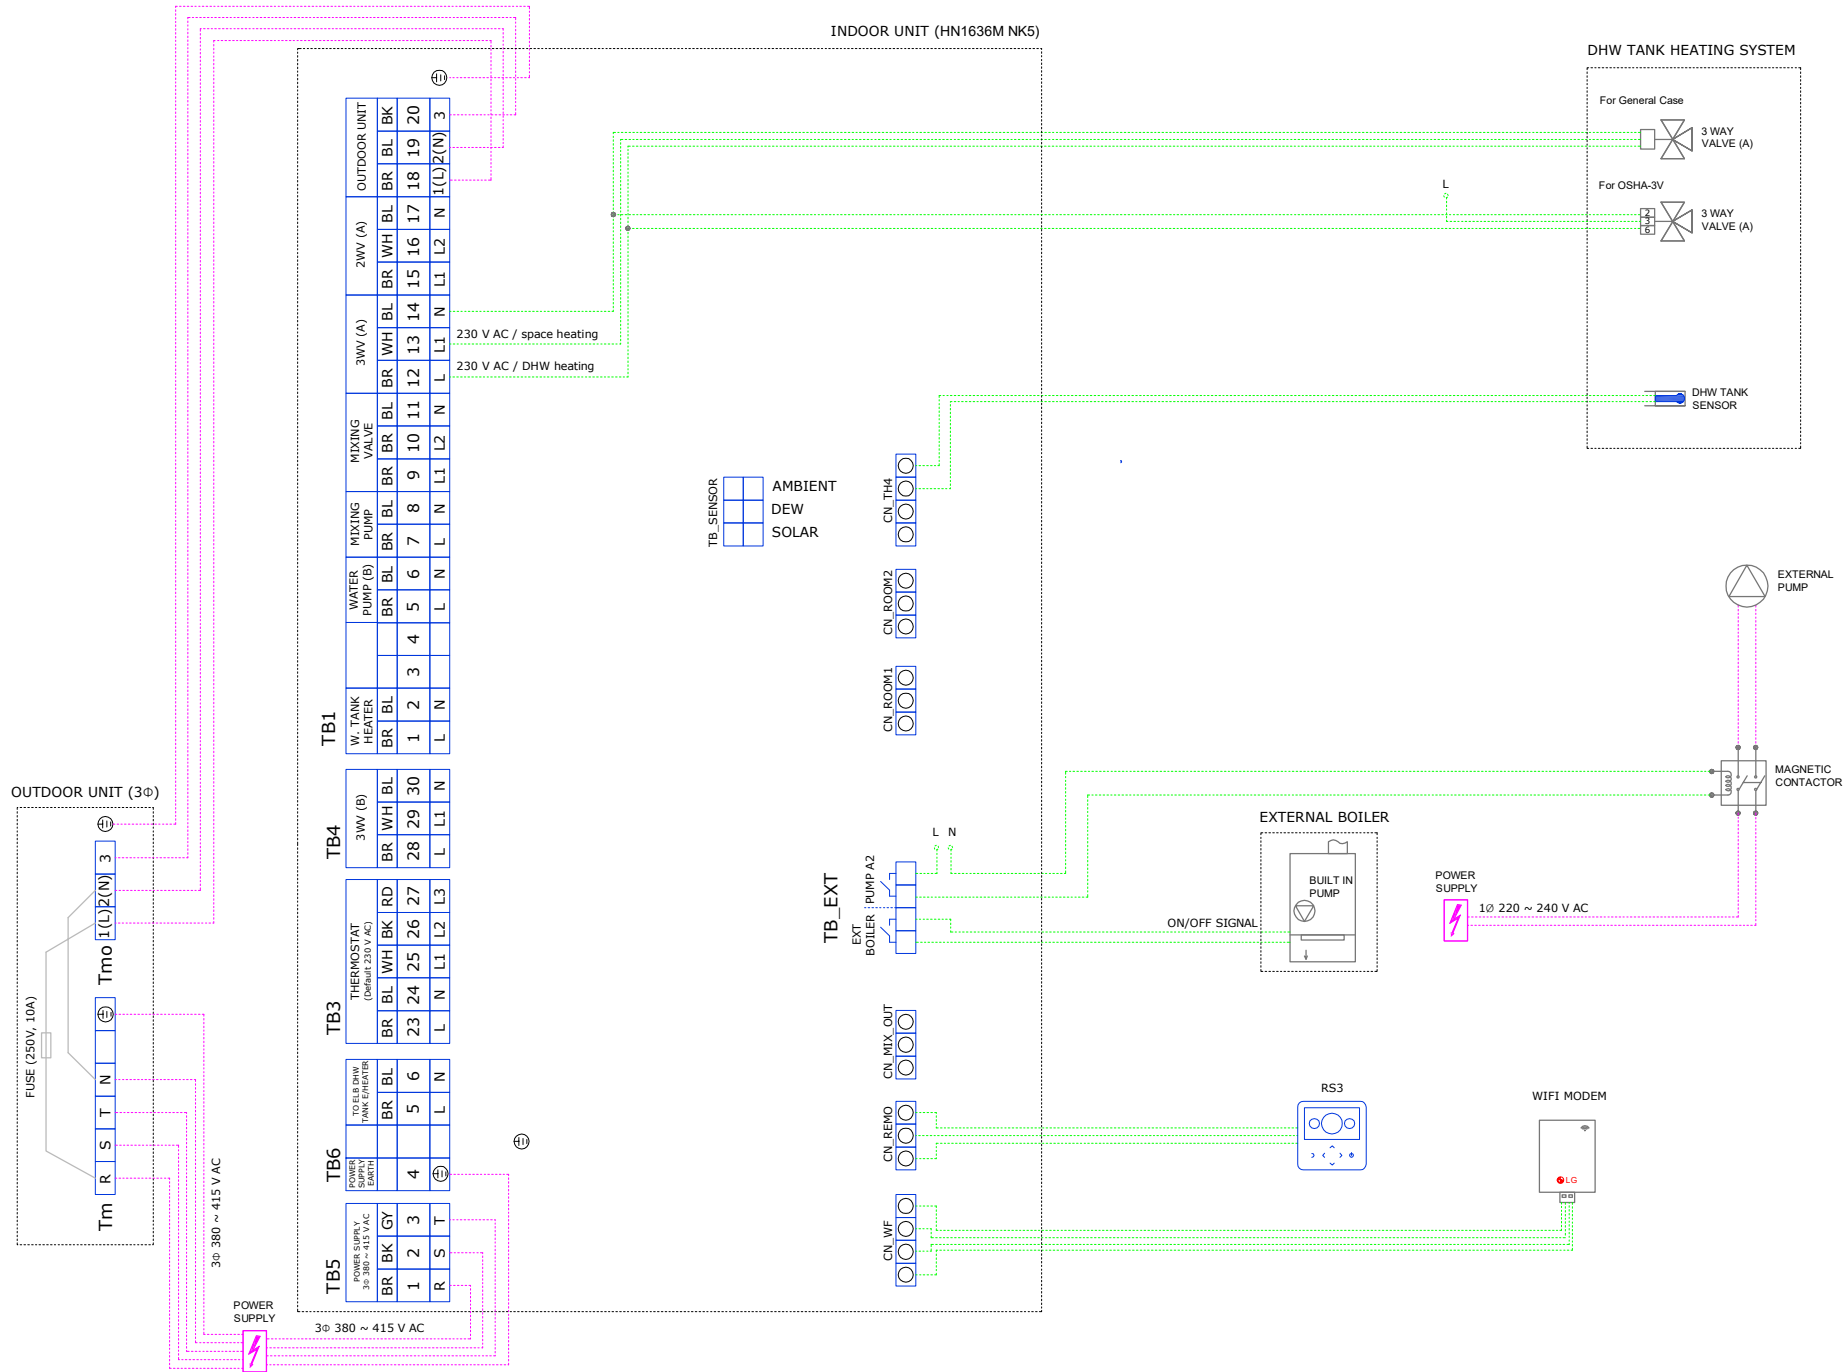 INDOOR UNIT (HN1636M NK5)
DHW TANK HEATING SYSTEM
For General Case
3 WAY
VALVE (A)
For OSHA-3V
L
2
3
6
3 WAY
VALVE (A)
DHW TANK
SENSOR
TB1
OUTDOOR UNIT
BK 20 3
BL 19 2(N)
BR 18 1(L)
2WV (A)
BL 17 N
WH 16 L2
BR 15 L1
3WV (A)
BL 14 N
WH 13 L1
BR 12 L
230 V AC / space heating
230 V AC / DHW heating
MIXING
VALVE
BL 11 N
BR 10 L2
BR 9 L1
MIXING
PUMP
BL 8 N
BR 7 L
WATER
PUMP (B)
BL 6 N
BR 5 L
4
3
W. TANK
HEATER
BL 2 N
BR 1 L
TB4
3WV (B)
BL 30 N
WH 29 L1
BR 28 L
TB3
THERMOSTAT
(Default 230 V AC)
RD 27 L3
BK 26 L2
WH 25 L1
BL 24 N
BR 23 L
TB6
TO ELB DHW
TANK E/HEATER
BL 6 N
BR 5 L
POWER
SUPPLY
EARTH
4
TB5
POWER SUPPLY
3Φ 380 ~ 415 V AC
GY 3 T
BK 2 S
BR 1 R
TB_SENSOR
AMBIENT
DEW
SOLAR
CN_TH4
CN_ROOM2
CN_ROOM1
TB_EXT
PUMP A2
EXT
BOILER
L N
CN_MIX_OUT
CN_REMO
CN_WF
EXTERNAL
PUMP
MAGNETIC
CONTACTOR
EXTERNAL BOILER
BUILT IN
PUMP
ON/OFF SIGNAL
POWER
SUPPLY
1Ø 220 ~ 240 V AC
RS3
WIFI MODEM
LG
OUTDOOR UNIT (3Φ)
Tmo
3
2(N)
1(L)
FUSE (250V, 10A)
Tm
N
T
S
R
3Φ 380 ~ 415 V AC
POWER
SUPPLY
3Φ 380 ~ 415 V AC